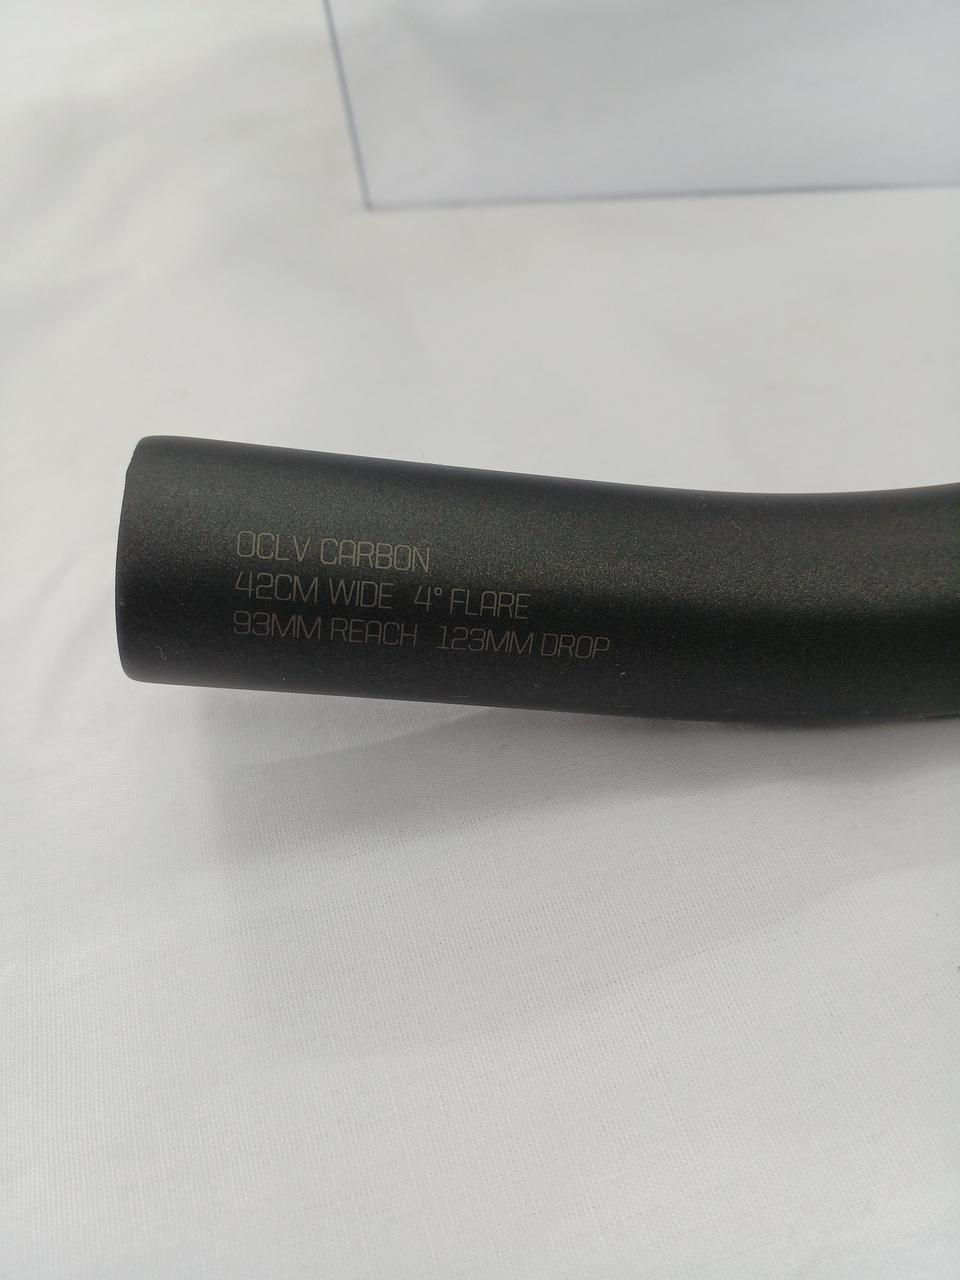 OCLV CARBON
42CM WIDE 4° FLARE
93MM REACH 123MM DROP